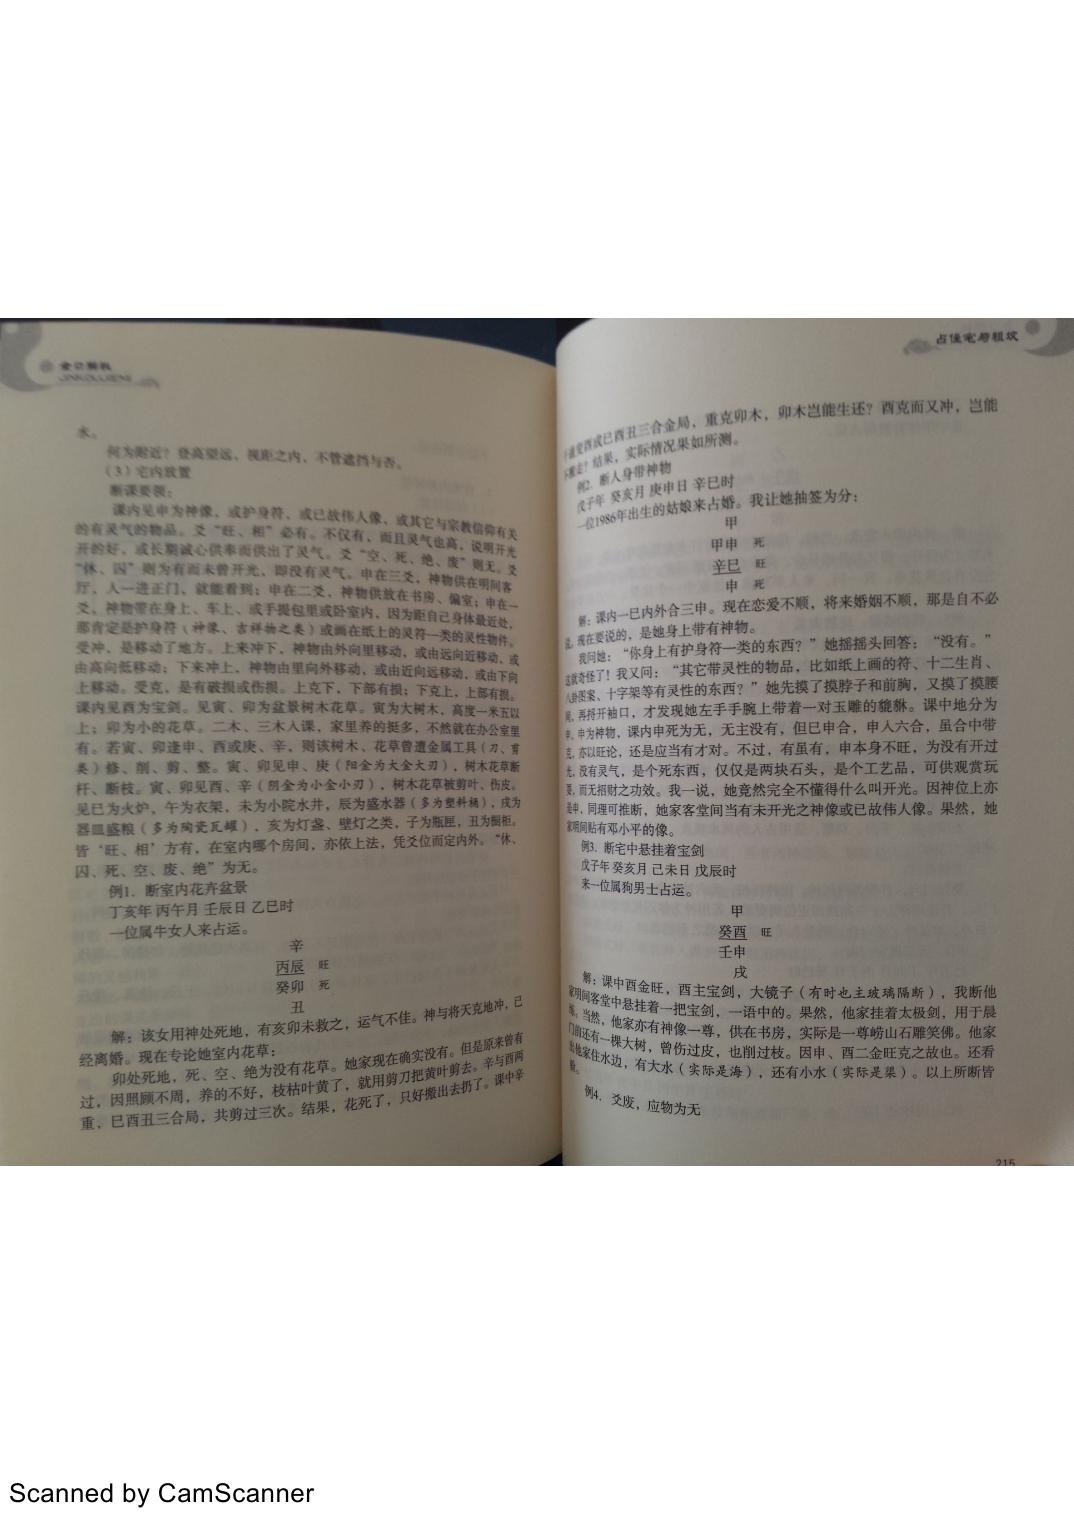 金口解说
JINKOUJIESHUO
水。
何为附近？登高望远，视距之内，不管遮挡与否。
（3）宅内放置
断课要领：
课内见申为神像，或护身符，或已故伟人像，或其它与宗教信仰有关
的有灵气的物品。爻“旺、相”必有。不仅有，而且灵气也高，说明开光
开的好，或长期诚心供奉而供出了灵气。爻“空、死、绝、废”则无。爻
“休、囚”则为有而未曾开光，即没有灵气。申在三爻，神物供在明间客
厅，人一进正门，就能看到；申在二爻，神物供放在书房、偏室；申在一
爻，神物带在身上、车上、或手提包里或卧室内，因为距自己身体最近处，
那肯定是护身符（神像、吉祥物之类）或画在纸上的灵符一类的灵性物件。
受冲，是移动了地方。上来冲下，神物由外向里移动，或由远向近移动，或
由高向低移动；下来冲上，神物由里向外移动，或由近向远移动，或由下向
上移动。受克，是有破损或伤损。上克下，下部有损；下克上，上部有损。
课内见酉为宝剑。见寅、卯为盆景树木花草。寅为大树木，高度一米五以
上；卯为小的花草。二木、三木入课，家里养的挺多，不然就在办公室里
有。若寅、卯逢申、酉或庚、辛，则该树木、花草曾遭金属工具（刀、剪
类）修、削、剪、整。寅、卯见申、庚（阳金为大金大刃），树木花草断
杆、断枝。寅、卯见酉、辛（阴金为小金小刃），树木花草被剪叶、伤皮。
见巳为火炉，午为衣架，未为小院水井，辰为盛水器（多为塑料桶），戌为
器皿盛粮（多为陶瓷瓦罐），亥为灯盏、壁灯之类，子为瓶匣，丑为橱柜。
皆‘旺、相’方有，在室内哪个房间，亦依上法，凭爻位而定内外。“休、
囚、死、空、废、绝”为无。
例1．断室内花卉盆景
丁亥年 丙午月 壬辰日 乙巳时
一位属牛女人来占运。
辛
丙辰 旺
癸卯 死
丑
解：该女用神处死地，有亥卯未救之，运气不佳。神与将天克地冲，已
经离婚。现在专论她室内花草：
卯处死地，死、空、绝为没有花草。她家现在确实没有。但是原来曾有
过，因照顾不周，养的不好，枝枯叶黄了，就用剪刀把黄叶剪去。辛与酉两
重，巳酉丑三合局，共剪过三次。结果，花死了，只好搬出去扔了。课中辛
占住宅与祖坟
干重变酉或巳酉丑三合金局，重克卯木，卯木岂能生还？酉克而又冲，岂能
不搬走？结果，实际情况果如所测。
例2．断人身带神物
戊子年 癸亥月 庚申日 辛巳时
一位1986年出生的姑娘来占婚。我让她抽签为分：
甲
甲申 死
辛巳 旺
申 死
解：课内一巳内外合三申。现在恋爱不顺，将来婚姻不顺，那是自不必
说，现在要说的，是她身上带有神物。
我问她：“你身上有护身符一类的东西？”她摇摇头回答：“没有。”
这就奇怪了！我又问：“其它带灵性的物品，比如纸上画的符、十二生肖、
八卦图案、十字架等有灵性的东西？”她先摸了摸脖子和前胸，又摸了摸腰
间，再捋开袖口，才发现她左手手腕上带着一对玉雕的貔貅。课中地分为
申，申为神物，课内申死为无，无主没有，但巳申合，申入六合，虽合中带
克，亦以旺论，还是应当有才对。不过，有虽有，申本身不旺，为没有开过
光，没有灵气，是个死东西，仅仅是两块石头，是个工艺品，可供观赏玩
耍，而无招财之功效。我一说，她竟然完全不懂得什么叫开光。因神位上亦
是申，同理可推断，她家客堂间当有未开光之神像或已故伟人像。果然，她
家明间贴有邓小平的像。
例3．断宅中悬挂着宝剑
戊子年 癸亥月 己未日 戊辰时
来一位属狗男士占运。
甲
癸酉 旺
壬申
戌
解：课中酉金旺，酉主宝剑，大镜子（有时也主玻璃隔断），我断他
家明间客堂中悬挂着一把宝剑，一语中的。果然，他家挂着太极剑，用于晨
练。当然，他家亦有神像一尊，供在书房，实际是一尊崂山石雕笑佛。他家
门前还有一棵大树，曾伤过皮，也削过枝。因申、酉二金旺克之故也。还看
出他家住水边，有大水（实际是海），还有小水（实际是渠）。以上所断皆
验。
例4．爻废，应物为无
215
Scanned by CamScanner